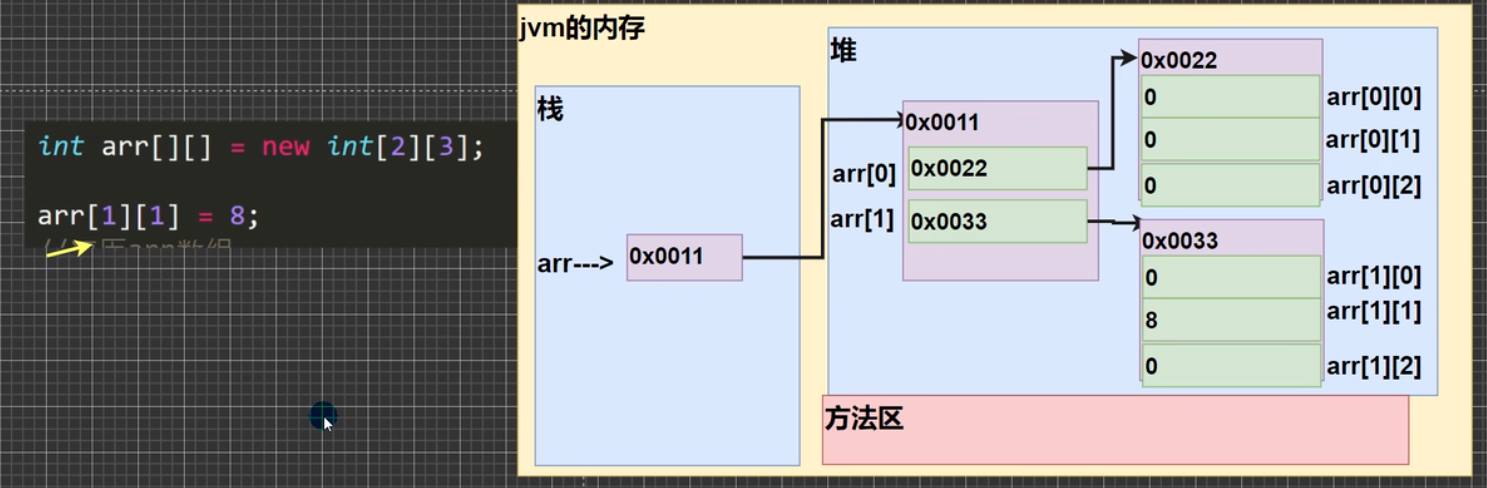 int arr[][] = new int[2][3];
arr[1][1] = 8;
jvm的内存
栈
arr--->
0x0011
堆
0x0011
arr[0]
0x0022
arr[1]
0x0033
0x0022
0
arr[0][0]
0
arr[0][1]
0
arr[0][2]
0x0033
0
arr[1][0]
8
arr[1][1]
0
arr[1][2]
方法区